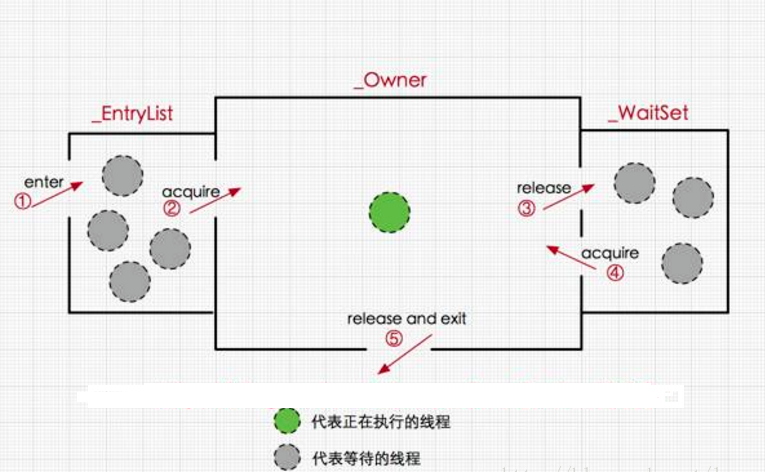 _Owner
_EntryList
_WaitSet
enter
①
acquire
②
release
③
acquire
④
release and exit
⑤
代表正在执行的线程
代表等待的线程